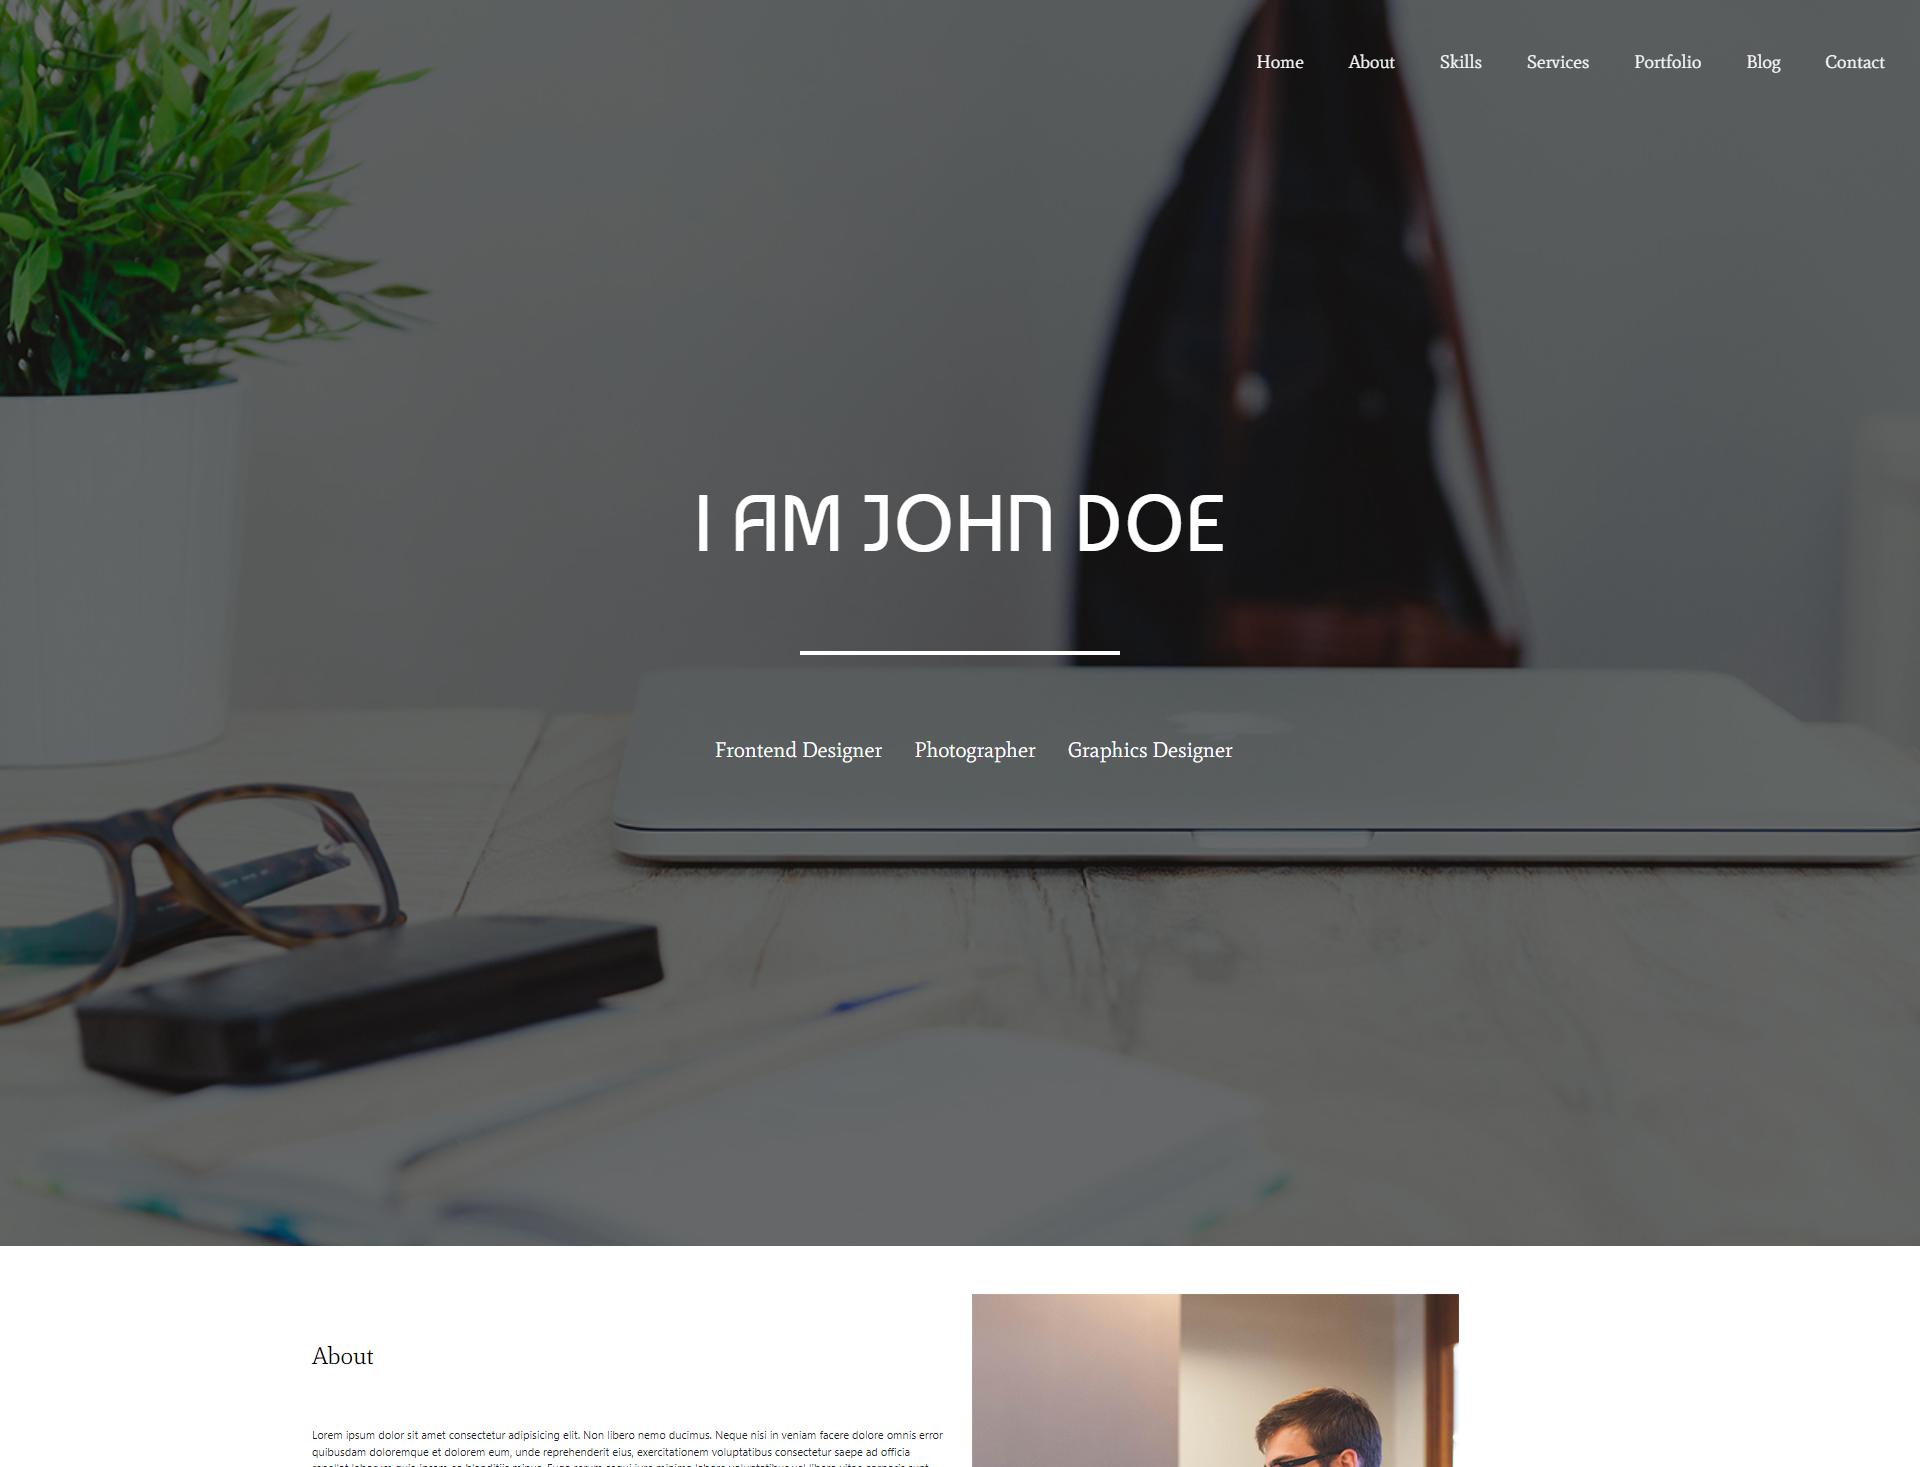 Home About Skills Services Portfolio Blog Contact
I AM JOHN DOE
Frontend Designer Photographer Graphics Designer
About
Lorem ipsum dolor sit amet consectetur adipisicing elit. Non libero nemo ducimus. Neque nisi in veniam facere dolore omnis error
quibusdam doloremque et dolorem eum, unde reprehenderit eius, exercitationem voluptatibus consectetur saepe ad officia